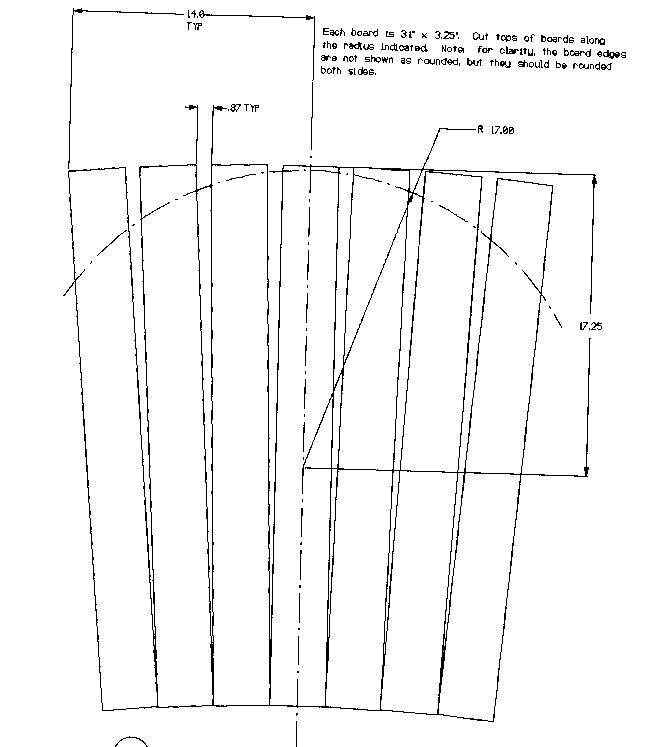 14.0
TYP
Each board is 31" x 3.25". Cut tops of boards along
the radius indicated. Note: for clarity, the board edges
are not shown as rounded, but they should be rounded
both sides.
.87 TYP
R 17.00
17.25